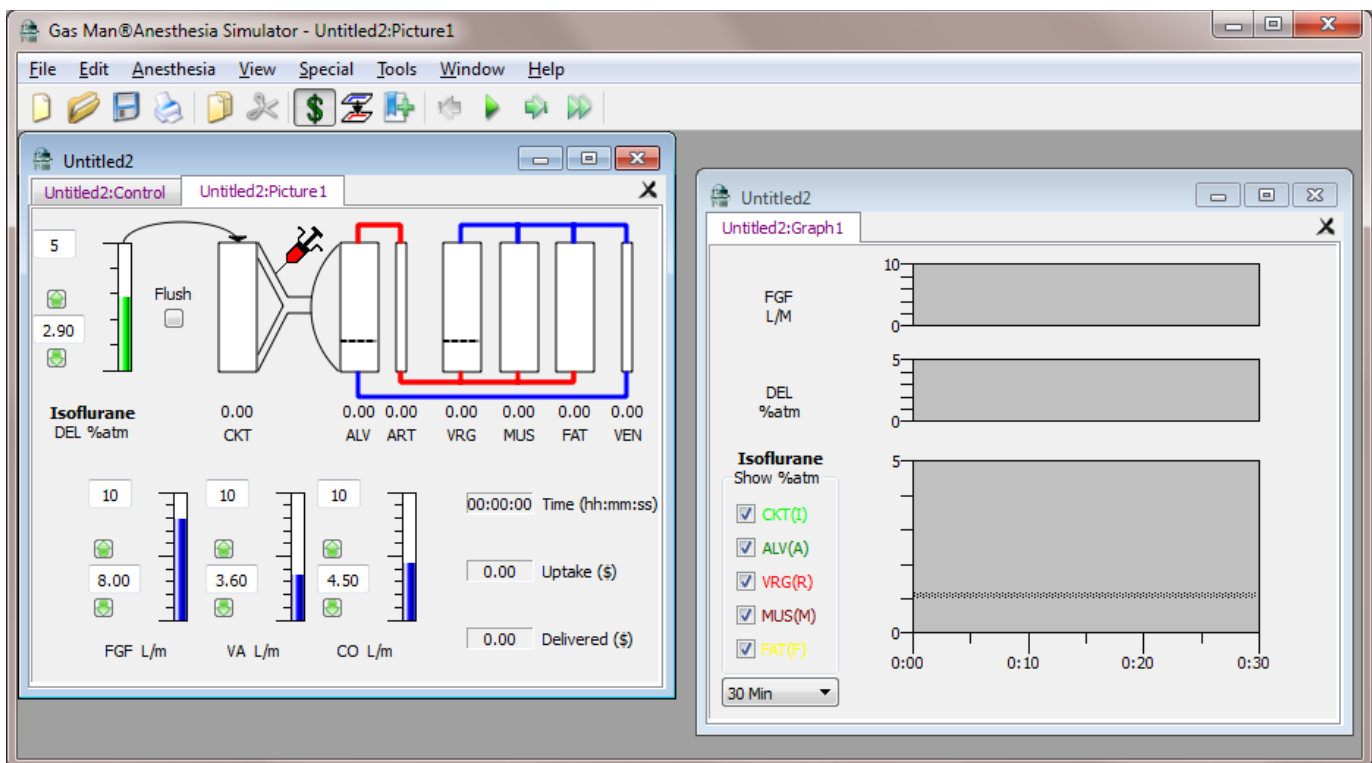 Gas Man®Anesthesia Simulator - Untitled2:Picture1
File Edit Anesthesia View Special Tools Window Help
$
Untitled2
Untitled2:Control Untitled2:Picture1
5
Flush
2.90
Isoflurane
DEL %atm
0.00 0.00 0.00 0.00 0.00 0.00 0.00
CKT ALV ART VRG MUS FAT VEN
10 10 10
00:00:00 Time (hh:mm:ss)
8.00 3.60 4.50
0.00 Uptake ($)
0.00 Delivered ($)
FGF L/m VA L/m CO L/m
Untitled2
Untitled2:Graph1
FGF
L/M
10
0
DEL
%atm
5
0
Isoflurane
Show %atm
CKT(I)
ALV(A)
VRG(R)
MUS(M)
FAT(F)
30 Min
5
0
0:00 0:10 0:20 0:30